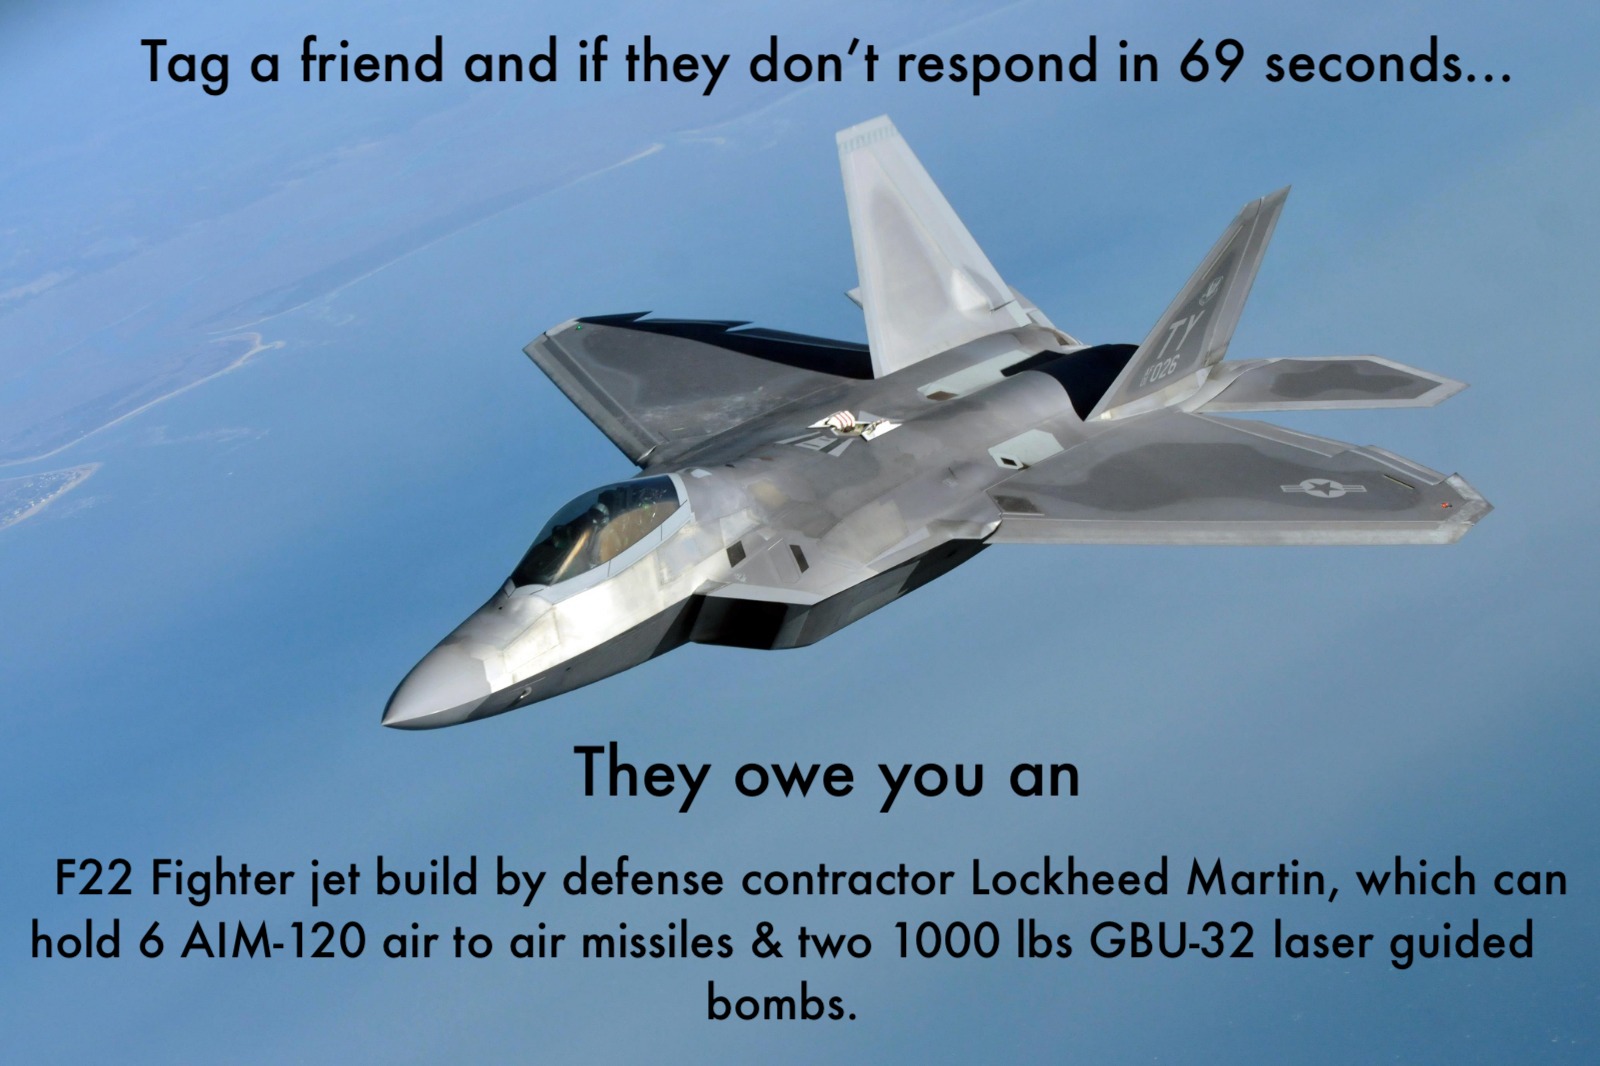 Tag a friend and if they don’t respond in 69 seconds...
TY
026
They owe you an
F22 Fighter jet build by defense contractor Lockheed Martin, which can
hold 6 AIM-120 air to air missiles & two 1000 lbs GBU-32 laser guided
bombs.